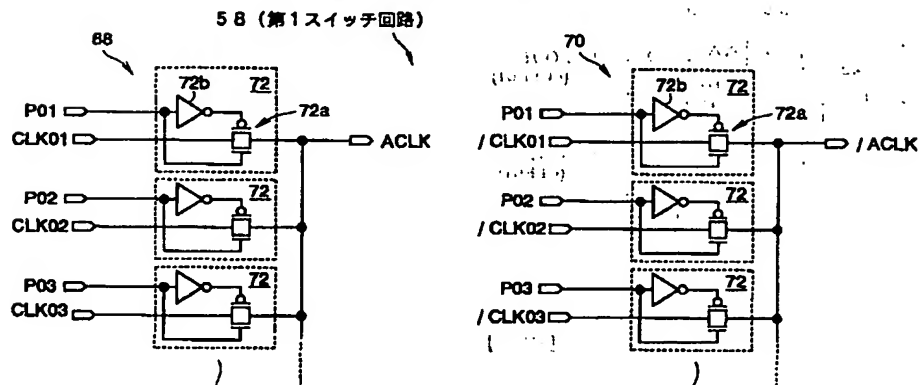 58 (第1スイッチ回路)
68
72b
72
72a
P01
CLK01
ACLK
72
P02
CLK02
72
P03
CLK03
70
72b
72
72a
P01
/CLK01
/ACLK
72
P02
/CLK02
72
P03
/CLK03